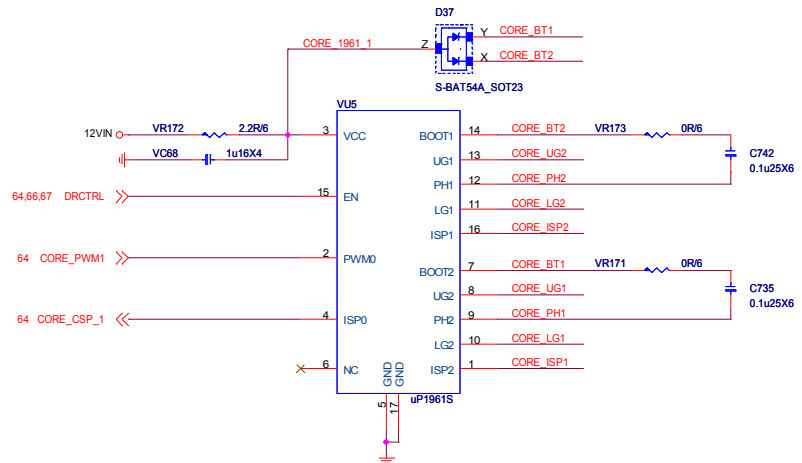 D37
CORE_1961_1
Z
Y
CORE_BT1
X
CORE_BT2
S-BAT54A_SOT23
VU5
12VIN
VR172
2.2R/6
3
VCC
VC68
1u16X4
64,66,67 DRCTRL
15
EN
64 CORE_PWM1
2
PWM0
64 CORE_CSP_1
4
ISP0
6
NC
BOOT1
14
CORE_BT2
VR173
0R/6
UG1
13
CORE_UG2
C742
0.1u25X6
PH1
12
CORE_PH2
LG1
11
CORE_LG2
ISP1
16
CORE_ISP2
BOOT2
7
CORE_BT1
VR171
0R/6
UG2
8
CORE_UG1
C735
0.1u25X6
PH2
9
CORE_PH1
LG2
10
CORE_LG1
ISP2
1
CORE_ISP1
GND
GND
uP1961S
5
17